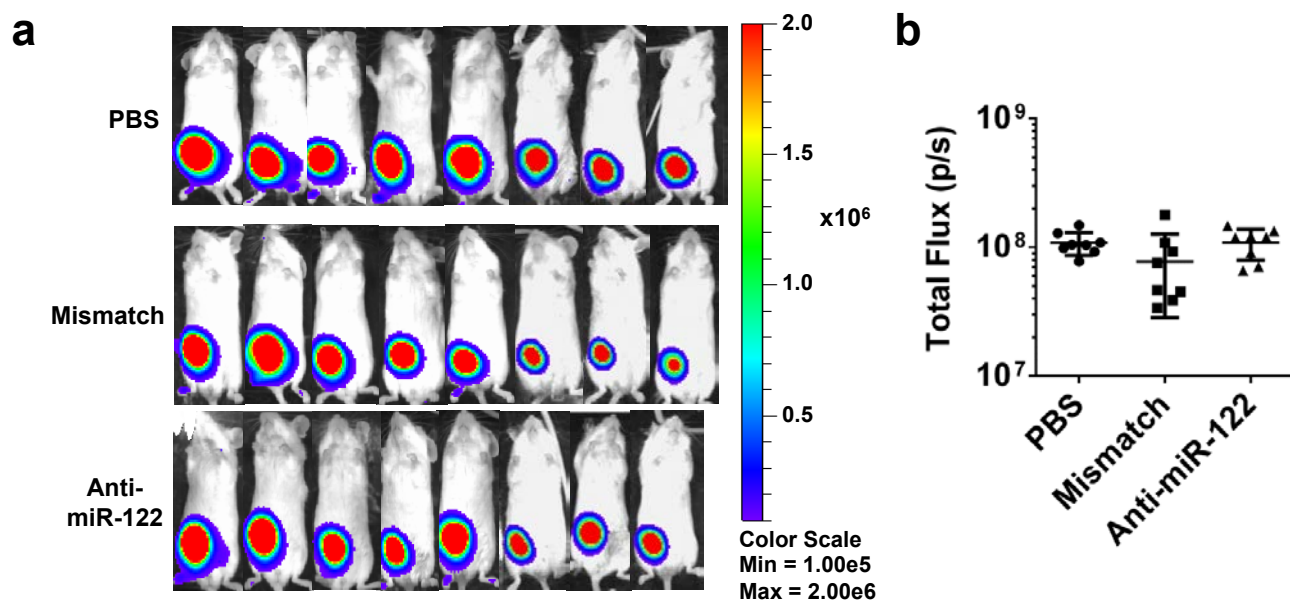 a
PBS
Mismatch
Anti-
miR-122
2.0
1.5
x10⁶
1.0
0.5
Color Scale
Min = 1.00e5
Max = 2.00e6
b
Total Flux (p/s)
10⁹
10⁸
10⁷
PBS
Mismatch
Anti-miR-122